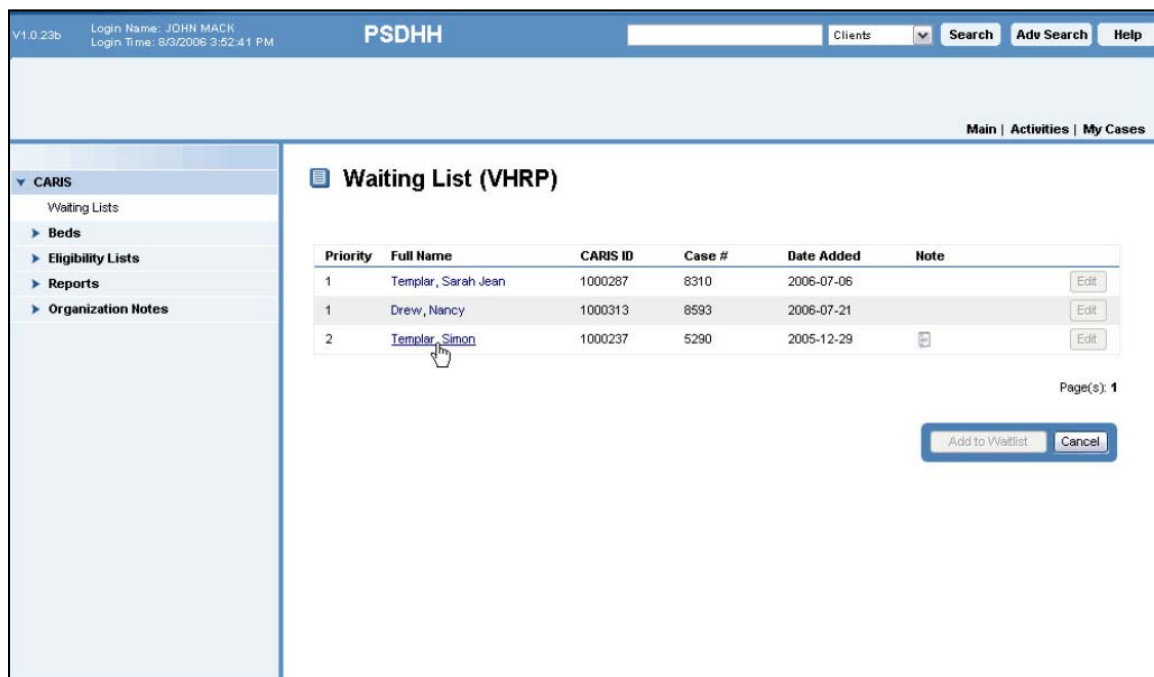 V1.0.23b Login Name: JOHN MACK
Login Time: 8/3/2006 3:52:41 PM
PSDHH
Clients Search Adv Search Help
Main | Activities | My Cases
CARIS
Waiting Lists
Beds
Eligibility Lists
Reports
Organization Notes
Waiting List (VHRP)
Priority Full Name CARIS ID Case # Date Added Note
1 Templar, Sarah Jean 1000287 8310 2006-07-06 Edit
1 Drew, Nancy 1000313 8593 2006-07-21 Edit
2 Templar, Simon 1000237 5290 2005-12-29 Edit
Page(s): 1
Add to Waitlist Cancel